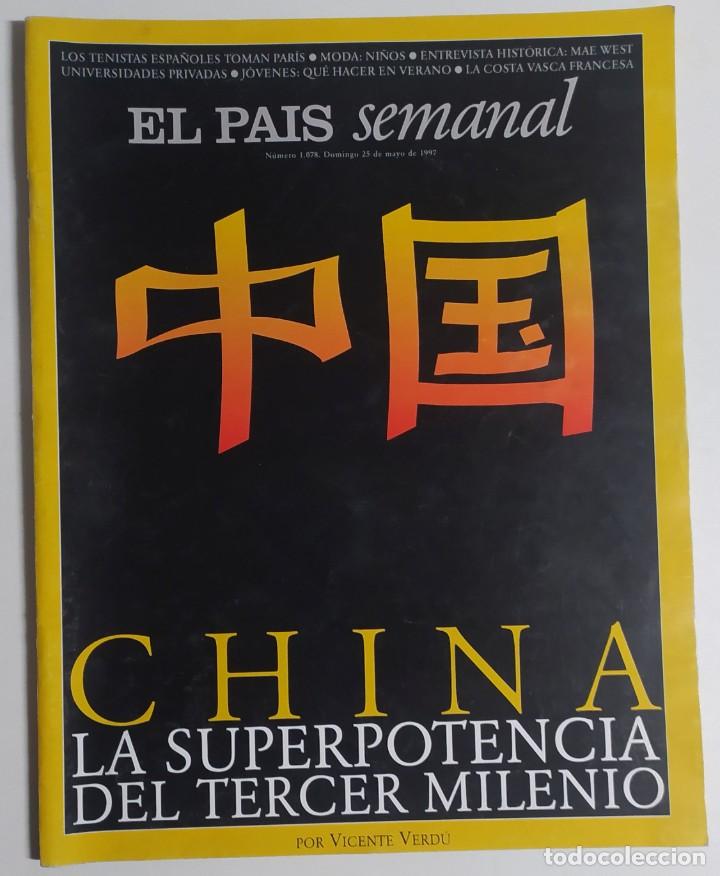 LOS TENISTAS ESPAÑOLES TOMAN PARÍS ● MODA: NIÑOS ● ENTREVISTA HISTÓRICA: MAE WEST
UNIVERSIDADES PRIVADAS ● JÓVENES: QUÉ HACER EN VERANO ● LA COSTA VASCA FRANCESA
EL PAIS semanal
Número 1.078. Domingo 25 de mayo de 1997
中国
CHINA
LA SUPERPOTENCIA
DEL TERCER MILENIO
POR VICENTE VERDÚ
todocoleccion.net